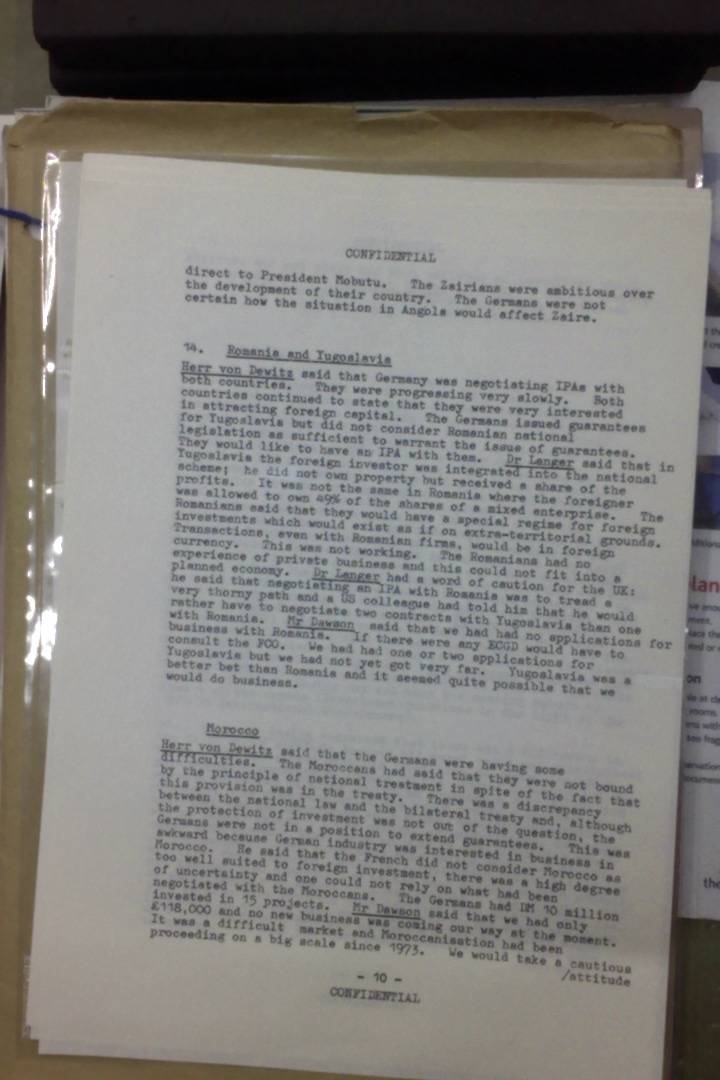 CONFIDENTIAL
direct to President Mobutu. The Zairians were ambitious over
the development of their country. The Germans were not
certain how the situation in Angola would affect Zaire.
14. Romania and Yugoslavia
Herr von Dewitz said that Germany was negotiating IPAs with
both countries. They were progressing very slowly. Both
countries continued to state that they were very interested
in attracting foreign capital. The Germans issued guarantees
for Yugoslavia but did not consider Romanian national
legislation as sufficient to warrant the issue of guarantees.
They would like to have an IPA with them. Dr Langer said that in
Yugoslavia the foreign investor was integrated into the national
scheme; he did not own property but received a share of the
profits. It was not the same in Romania where the foreigner
was allowed to own 49% of the shares of a mixed enterprise. The
Romanians said that they would have a special regime for foreign
investments which would exist as if on extra-territorial grounds.
Transactions, even with Romanian firms, would be in foreign
currency. This was not working. The Romanians had no
experience of private business and this could not fit into a
planned economy. Dr Langer had a word of caution for the UK:
he said that negotiating an IPA with Romania was to tread a
very thorny path and a US colleague had told him that he would
rather have to negotiate two contracts with Yugoslavia than one
with Romania. Mr Dawson said that we had had no applications for
business with Romania. If there were any ECGD would have to
consult the FCO. We had had one or two applications for
Yugoslavia but we had not yet got very far. Yugoslavia was a
better bet than Romania and it seemed quite possible that we
would do business.
Morocco
Herr von Dewitz said that the Germans were having some
difficulties. The Moroccans had said that they were not bound
by the principle of national treatment in spite of the fact that
this provision was in the treaty. There was a discrepancy
between the national law and the bilateral treaty and, although
the protection of investment was not out of the question, the
Germans were not in a position to extend guarantees. This was
awkward because German industry was interested in business in
Morocco. He said that the French did not consider Morocco as
too well suited to foreign investment, there was a high degree
of uncertainty and one could not rely on what had been
negotiated with the Moroccans. The Germans had DM 10 million
invested in 15 projects. Mr Dawson said that we had only
£118,000 and no new business was coming our way at the moment.
It was a difficult market and Moroccanisation had been
proceeding on a big scale since 1973. We would take a cautious
/attitude
- 10 -
CONFIDENTIAL